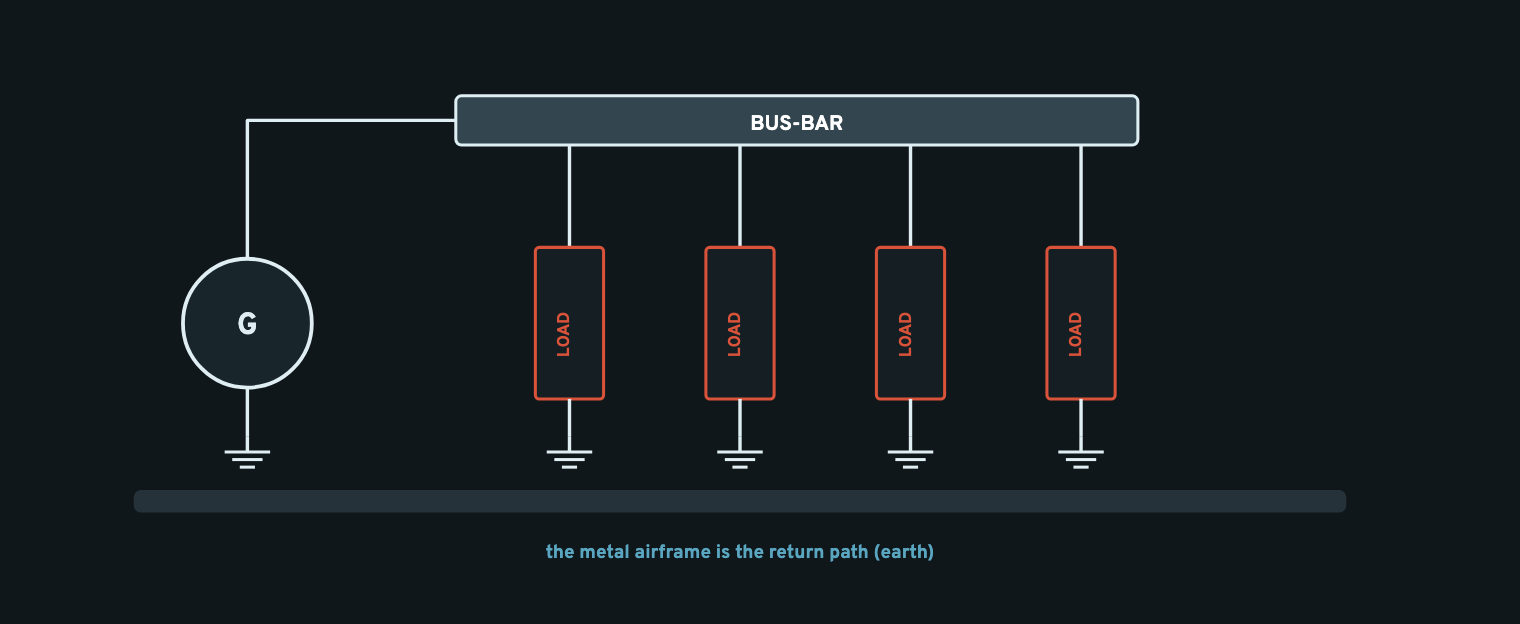 BUS-BAR
G
LOAD
LOAD
LOAD
LOAD
the metal airframe is the return path (earth)